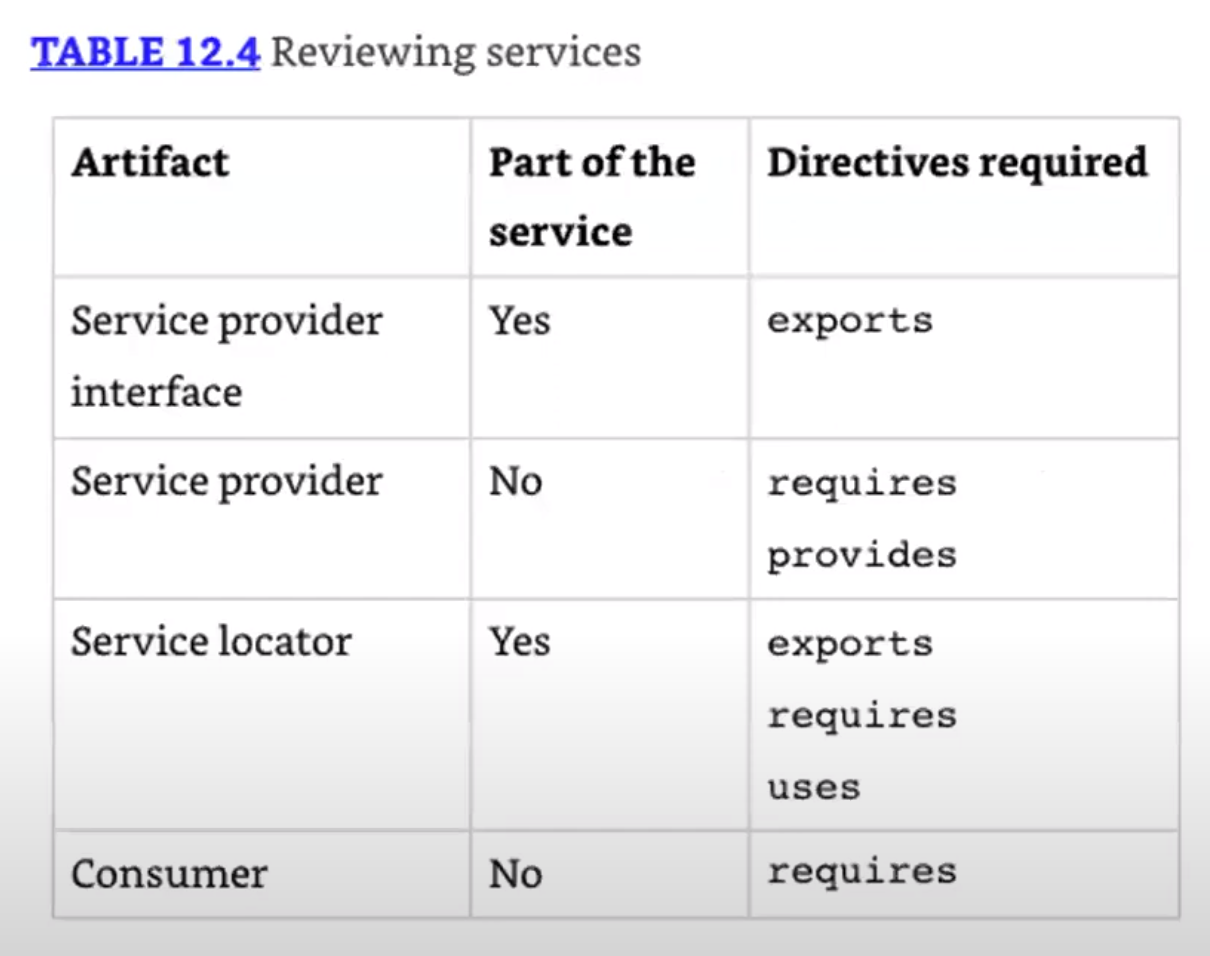 TABLE 12.4 Reviewing services
Artifact
Part of the
service
Directives required
Service provider
interface
Yes
exports
Service provider
No
requires
provides
Service locator
Yes
exports
requires
uses
Consumer
No
requires